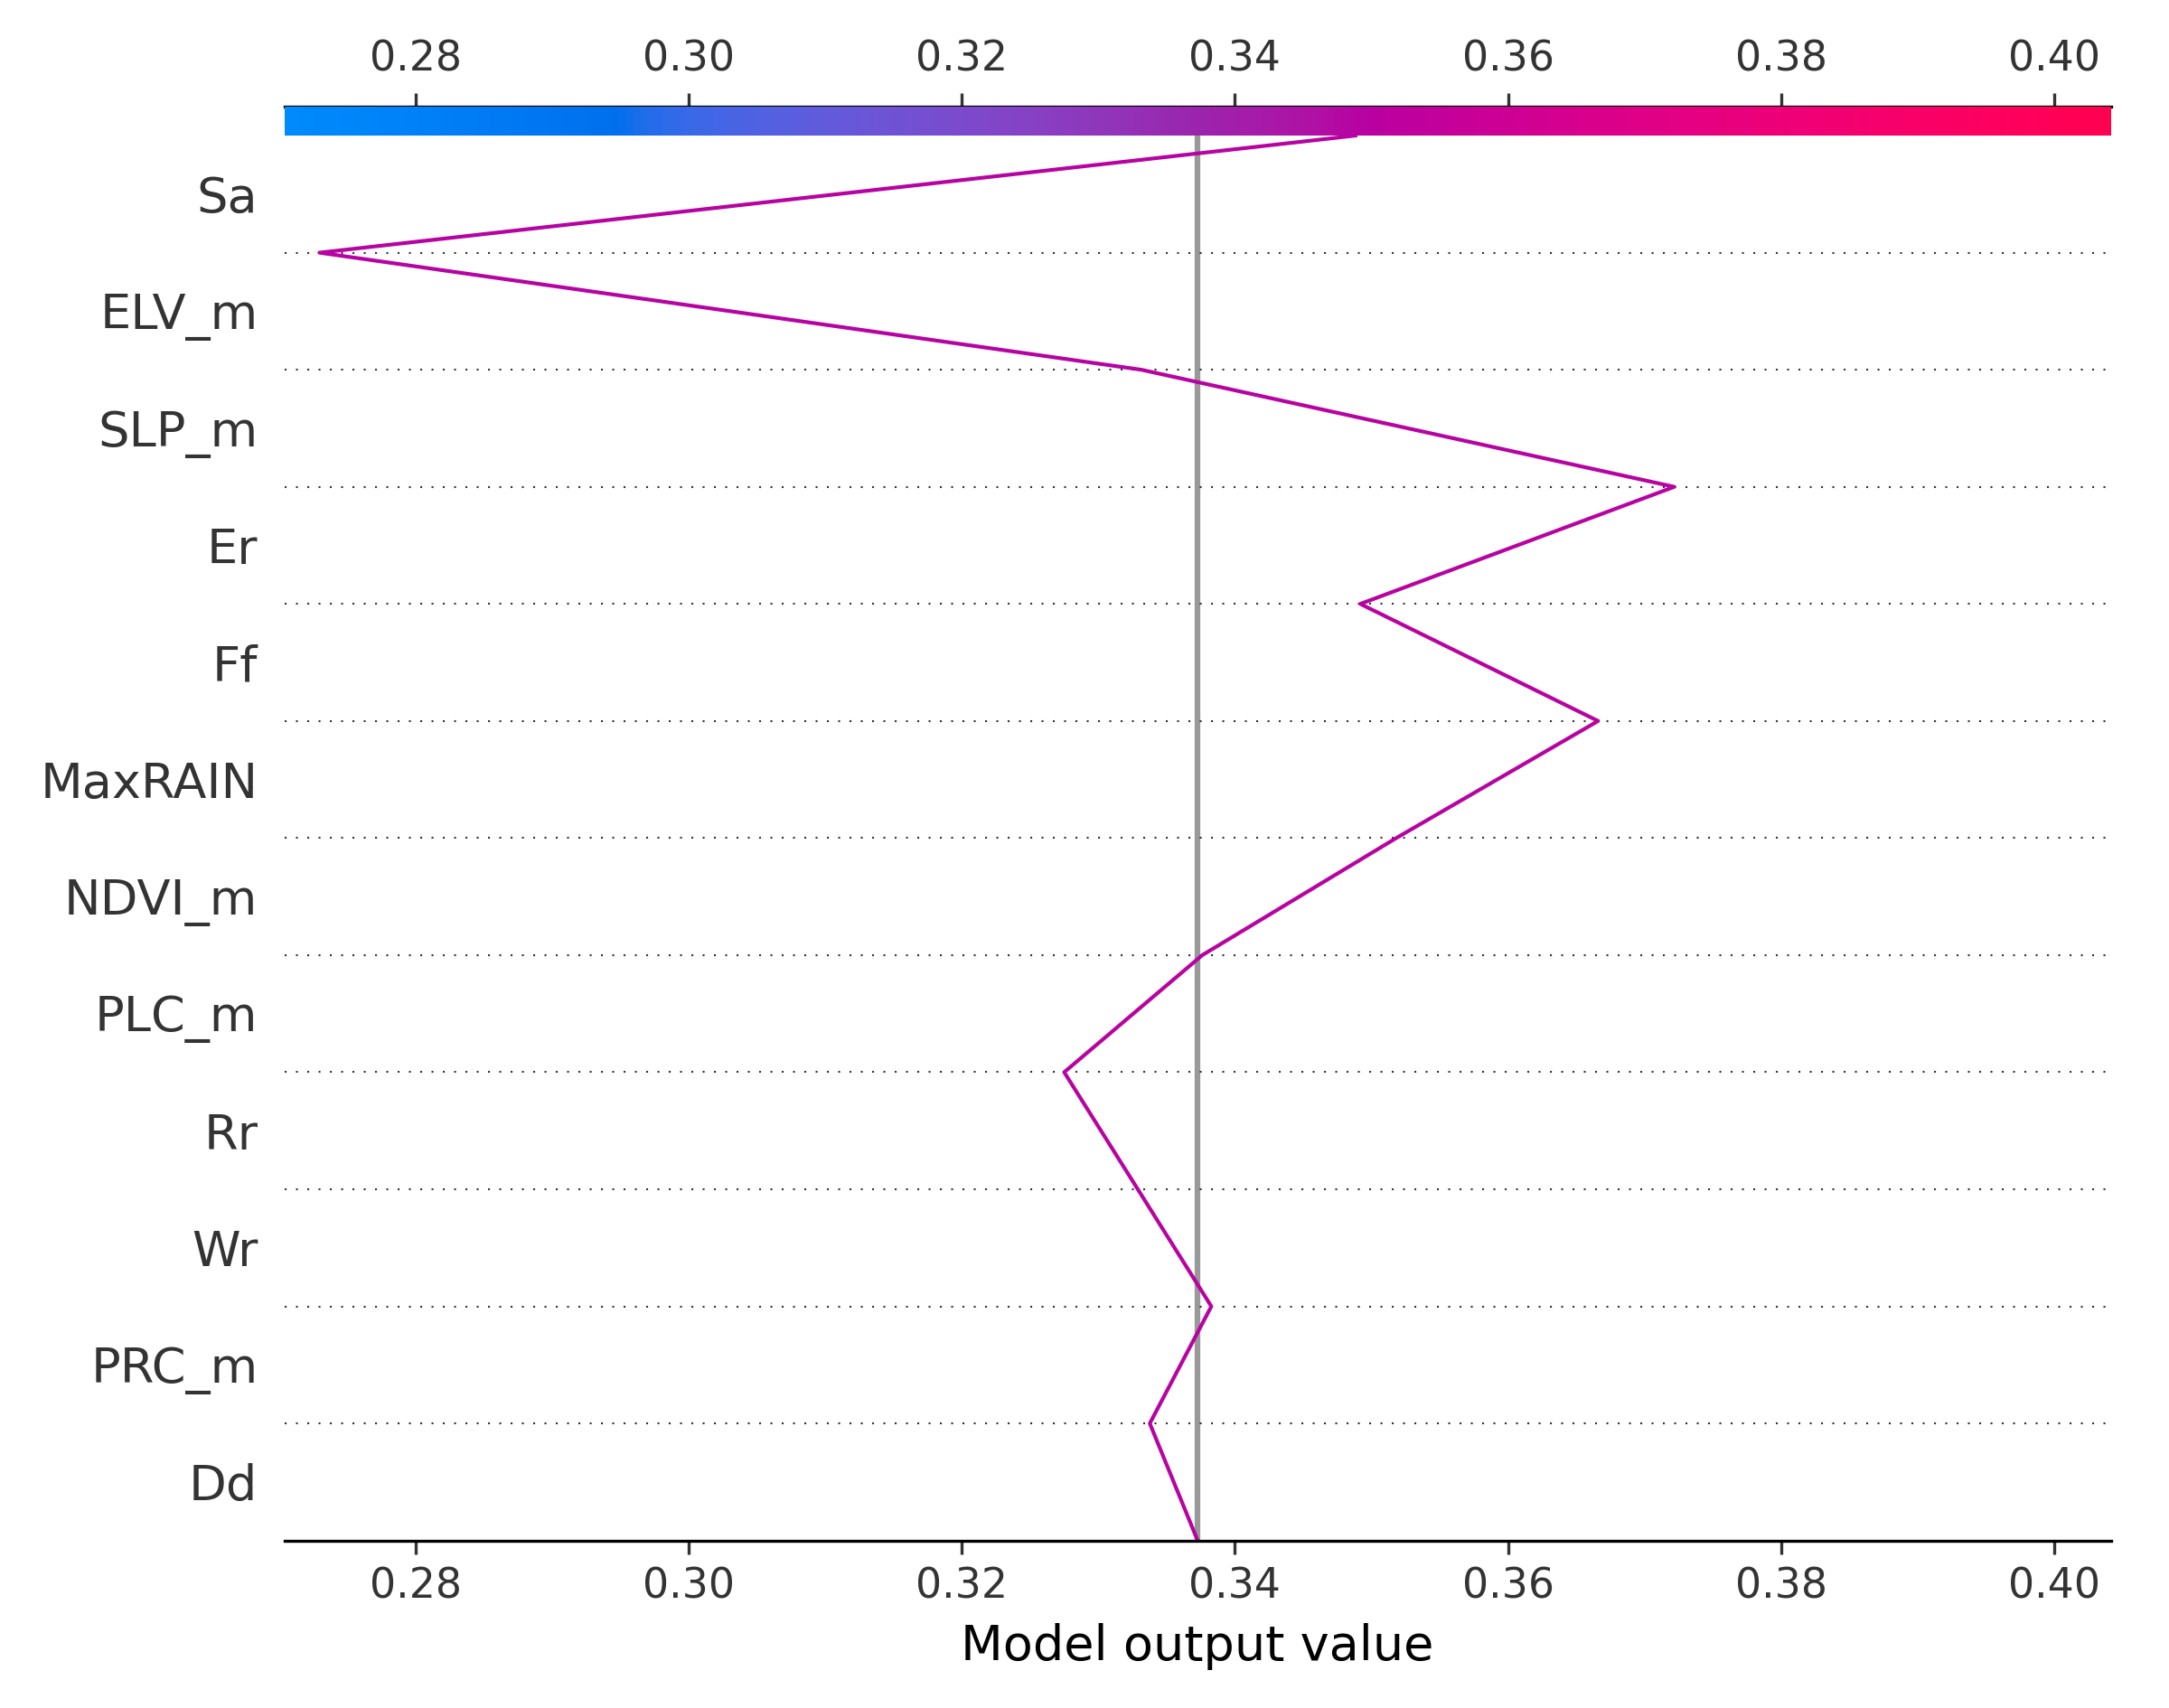 0.28 0.30 0.32 0.34 0.36 0.38 0.40
Sa
ELV_m
SLP_m
Er
Ff
MaxRAIN
NDVI_m
PLC_m
Rr
Wr
PRC_m
Dd
0.28 0.30 0.32 0.34 0.36 0.38 0.40
Model output value